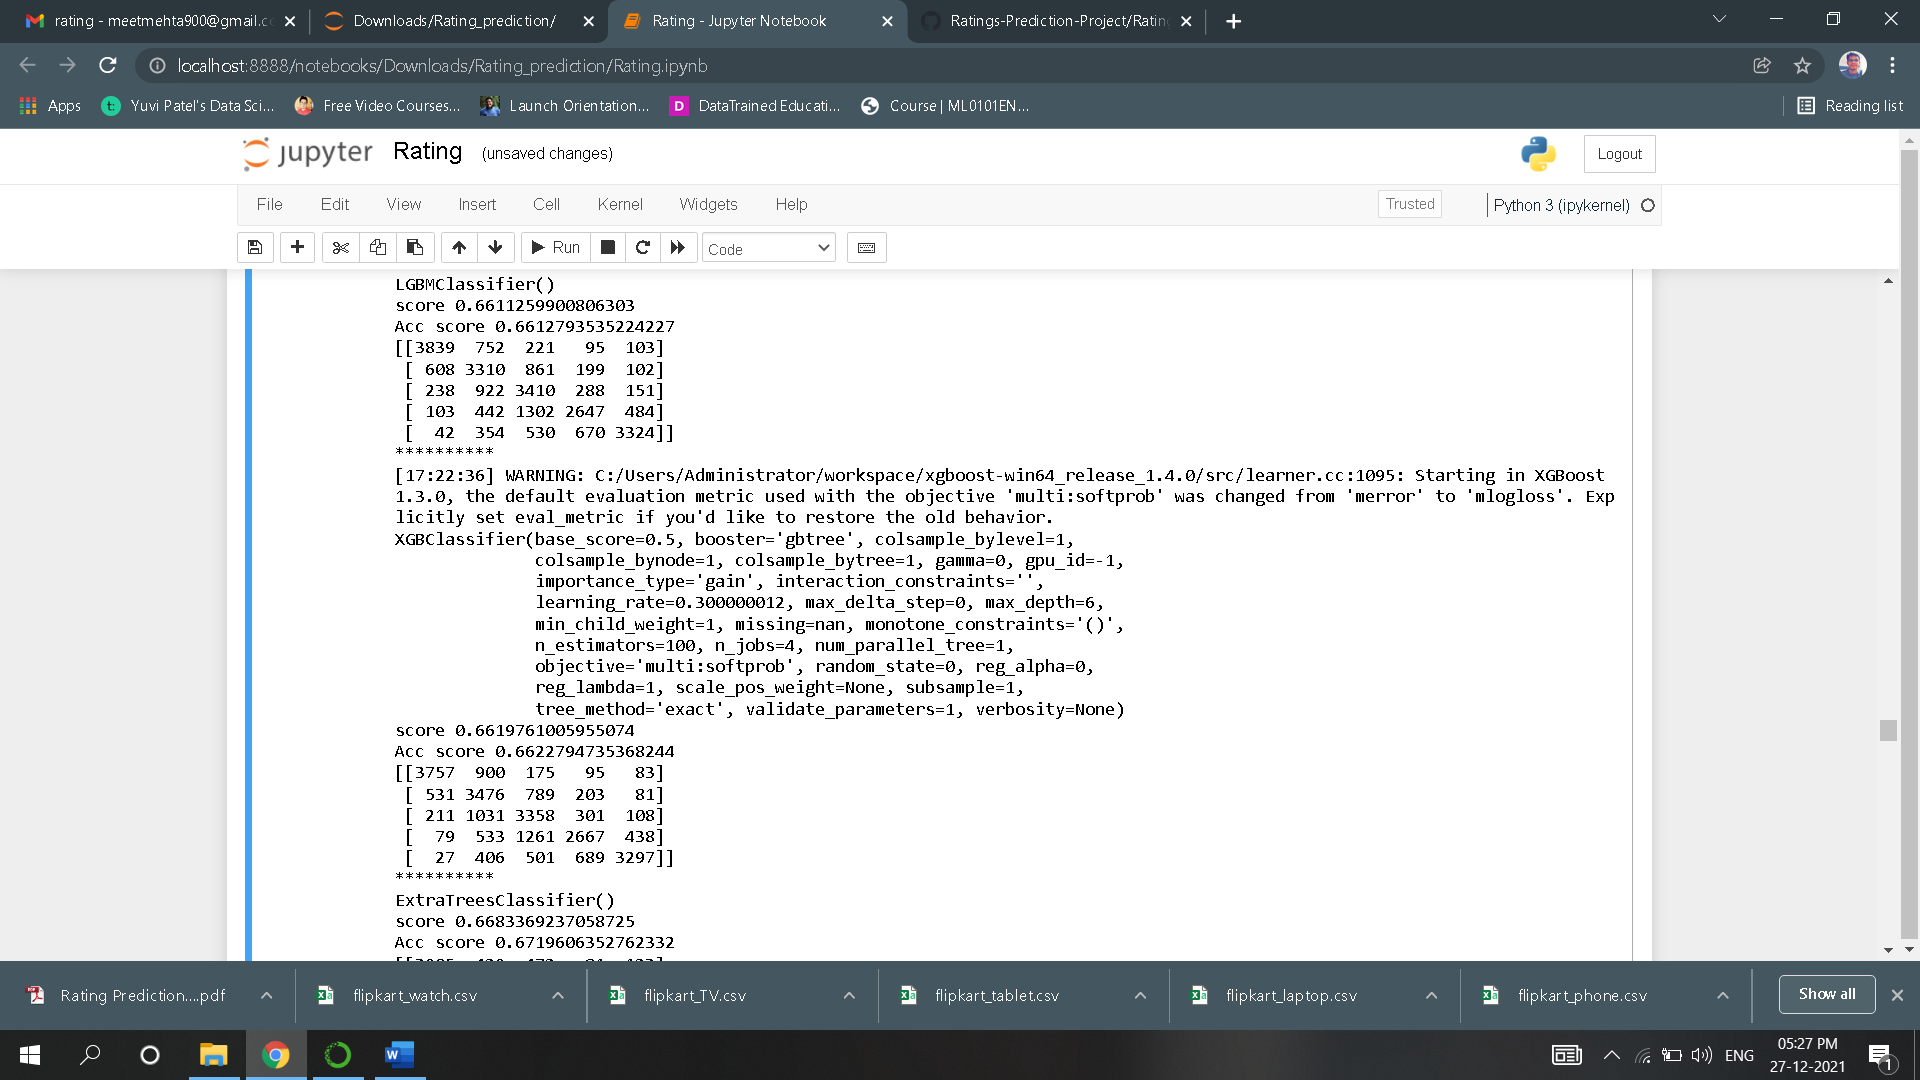 rating - meetmehta900@gmail.c
Downloads/Rating_prediction/
Rating - Jupyter Notebook
Ratings-Prediction-Project/Rating
localhost:8888/notebooks/Downloads/Rating_prediction/Rating.ipynb
Apps
Yuvi Patel's Data Sci...
Free Video Courses...
Launch Orientation...
DataTrained Educati...
Course | ML0101EN...
Reading list
jupyter Rating (unsaved changes)
Logout
File Edit View Insert Cell Kernel Widgets Help
Trusted
Python 3 (ipykernel)
Run
Code
LGBMClassifier()
score 0.6611259900806303
Acc score 0.6612793535224227
[[3839  752  221   95  103]
 [ 608 3310  861  199  102]
 [ 238  922 3410  288  151]
 [ 103  442 1302 2647  484]
 [  42  354  530  670 3324]]
**********
[17:22:36] WARNING: C:/Users/Administrator/workspace/xgboost-win64_release_1.4.0/src/learner.cc:1095: Starting in XGBoost
1.3.0, the default evaluation metric used with the objective 'multi:softprob' was changed from 'merror' to 'mlogloss'. Exp
licitly set eval_metric if you'd like to restore the old behavior.
XGBClassifier(base_score=0.5, booster='gbtree', colsample_bylevel=1,
              colsample_bynode=1, colsample_bytree=1, gamma=0, gpu_id=-1,
              importance_type='gain', interaction_constraints='',
              learning_rate=0.300000012, max_delta_step=0, max_depth=6,
              min_child_weight=1, missing=nan, monotone_constraints='()',
              n_estimators=100, n_jobs=4, num_parallel_tree=1,
              objective='multi:softprob', random_state=0, reg_alpha=0,
              reg_lambda=1, scale_pos_weight=None, subsample=1,
              tree_method='exact', validate_parameters=1, verbosity=None)
score 0.6619761005955074
Acc score 0.6622794735368244
[[3757  900  175   95   83]
 [ 531 3476  789  203   81]
 [ 211 1031 3358  301  108]
 [  79  533 1261 2667  438]
 [  27  406  501  689 3297]]
**********
ExtraTreesClassifier()
score 0.6683369237058725
Acc score 0.6719606352762332
Rating Prediction....pdf
flipkart_watch.csv
flipkart_TV.csv
flipkart_tablet.csv
flipkart_laptop.csv
flipkart_phone.csv
Show all
ENG
05:27 PM
27-12-2021
1